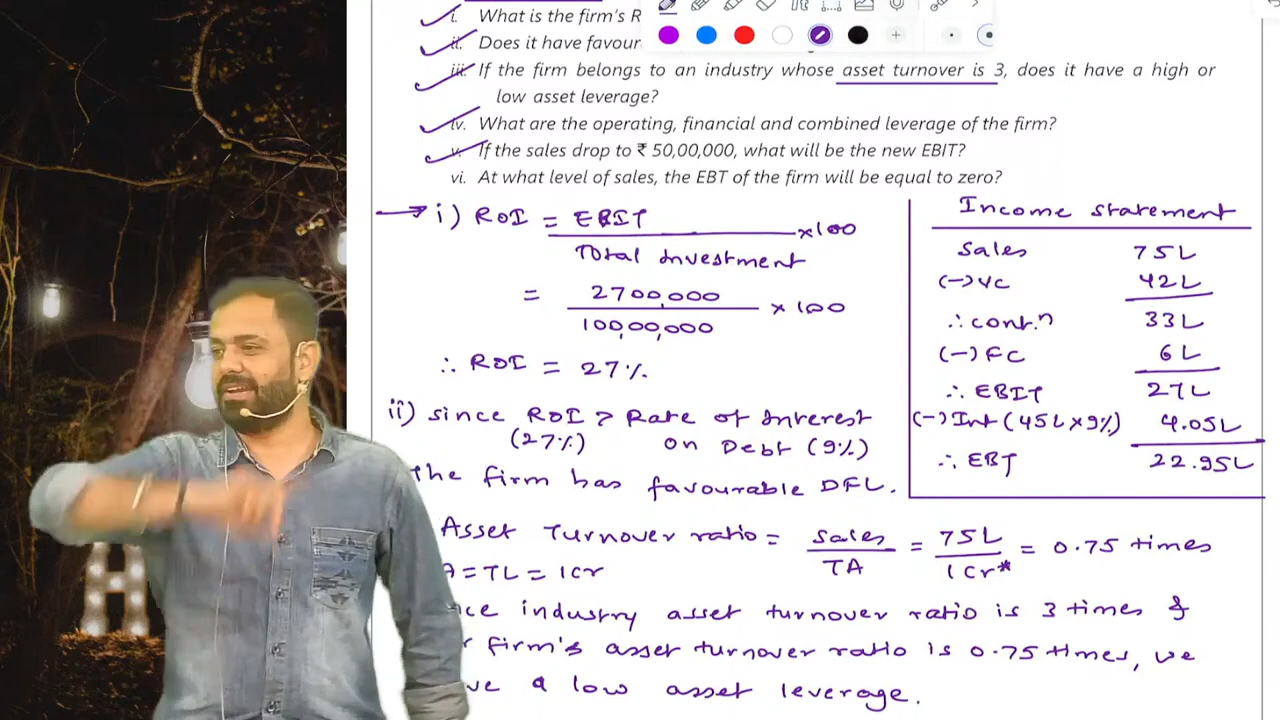 i. What is the firm's R
ii. Does it have favour
iii. If the firm belongs to an industry whose asset turnover is 3, does it have a high or
low asset leverage?
iv. What are the operating, financial and combined leverage of the firm?
v. If the sales drop to ₹ 50,00,000, what will be the new EBIT?
vi. At what level of sales, the EBT of the firm will be equal to zero?
i) ROI = EBIT ×100
Total Investment
= 2700,000 × 100
100,00,000
∴ ROI = 27%
ii) since ROI > Rate of Interest
(27%) on Debt (9%)
the firm has favourable DFL.
Income statement
Sales 75L
(-) VC 42L
∴ contⁿ 33L
(-) FC 6L
∴ EBIT 27L
(-) Int (45L×9%) 4.05L
∴ EBT 22.95L
Asset Turnover ratio = Sales = 75L = 0.75 times
TA 1Cr*
= TL = 1Cr
industry asset turnover ratio is 3 times &
firm's asset turnover ratio is 0.75 times, we
a low asset leverage.
H